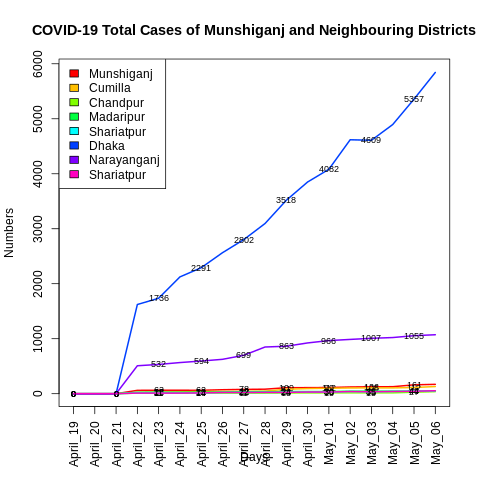 COVID-19 Total Cases of Munshiganj and Neighbouring Districts
Numbers
6000
5000
4000
3000
2000
1000
0
Munshiganj
Cumilla
Chandpur
Madaripur
Shariatpur
Dhaka
Narayanganj
Shariatpur
1736
2291
2802
3518
4082
4609
5357
532
594
699
863
966
1007
1055
161
April_19
April_20
April_21
April_22
April_23
April_24
April_25
April_26
April_27
April_28
April_29
April_30
May_01
May_02
May_03
May_04
May_05
May_06
Days